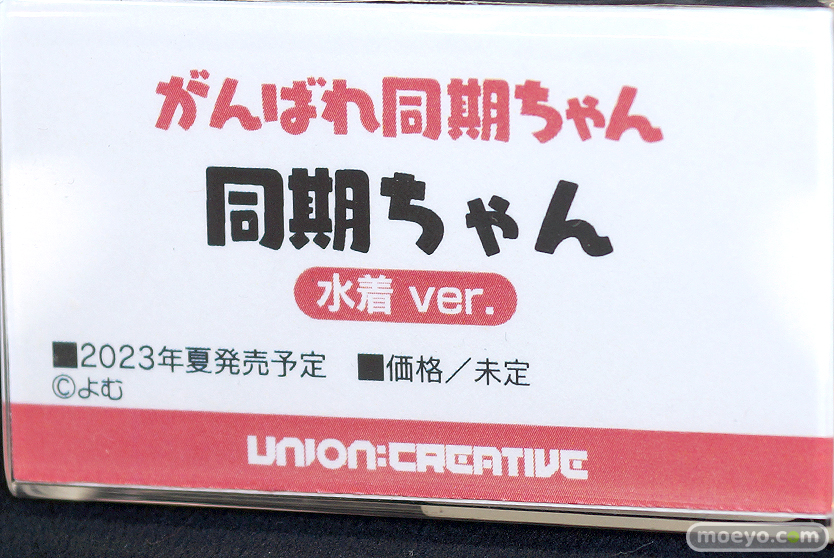 がんばれ同期ちゃん
同期ちゃん
水着 ver.
■2023年夏発売予定 ■価格／未定
©よむ
UNION:CREATIVE
moeyo.com